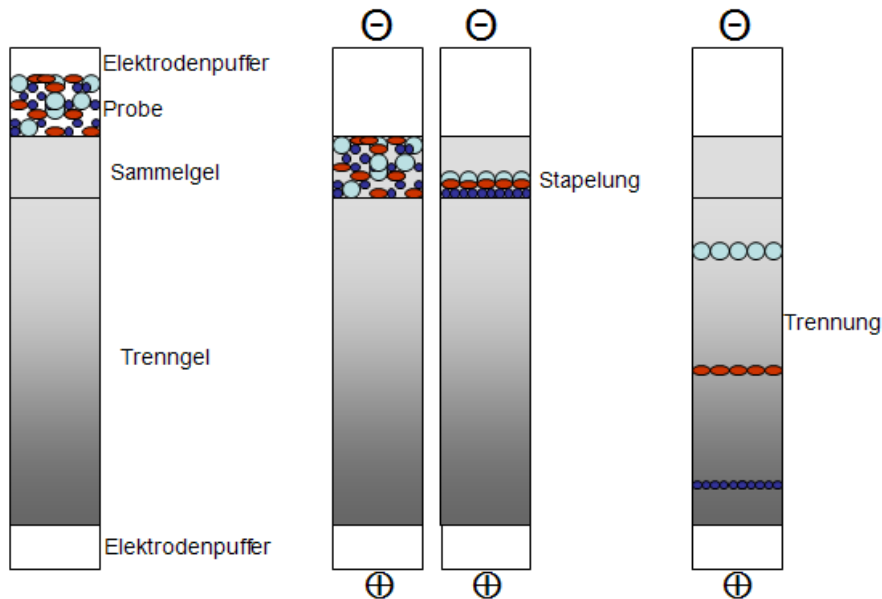 Elektrodenpuffer
Probe
Sammelgel
Stapelung
Trennung
Trenngel
Elektrodenpuffer